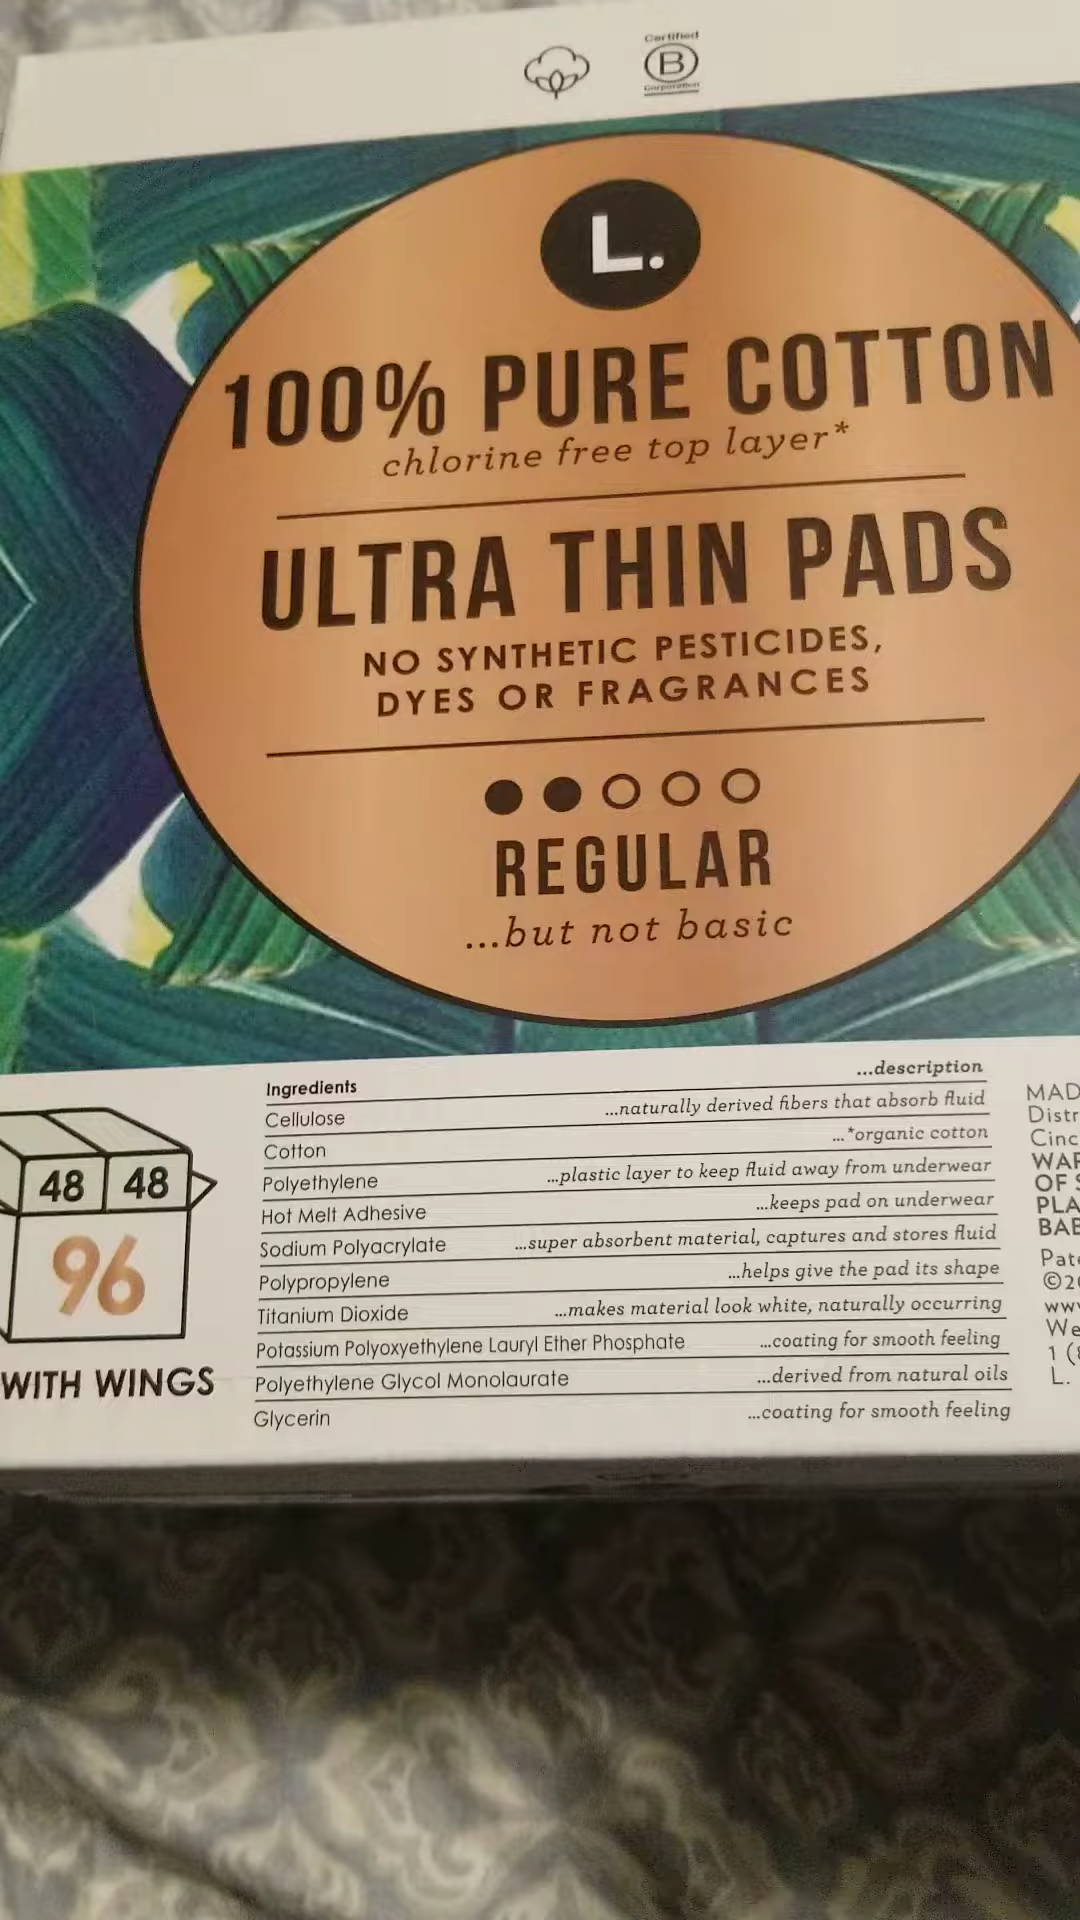 Certified
B
Corporation
L.
100% PURE COTTON
chlorine free top layer*
ULTRA THIN PADS
NO SYNTHETIC PESTICIDES,
DYES OR FRAGRANCES
REGULAR
...but not basic
48 48
96
WITH WINGS
Ingredients ...description
Cellulose ...naturally derived fibers that absorb fluid
Cotton ...*organic cotton
Polyethylene ...plastic layer to keep fluid away from underwear
Hot Melt Adhesive ...keeps pad on underwear
Sodium Polyacrylate ...super absorbent material, captures and stores fluid
Polypropylene ...helps give the pad its shape
Titanium Dioxide ...makes material look white, naturally occurring
Potassium Polyoxyethylene Lauryl Ether Phosphate ...coating for smooth feeling
Polyethylene Glycol Monolaurate ...derived from natural oils
Glycerin ...coating for smooth feeling
MAD
Distr
Cinc
WAR
OF S
PLA
BAB
Pate
©20
www
We
1 (8
L.